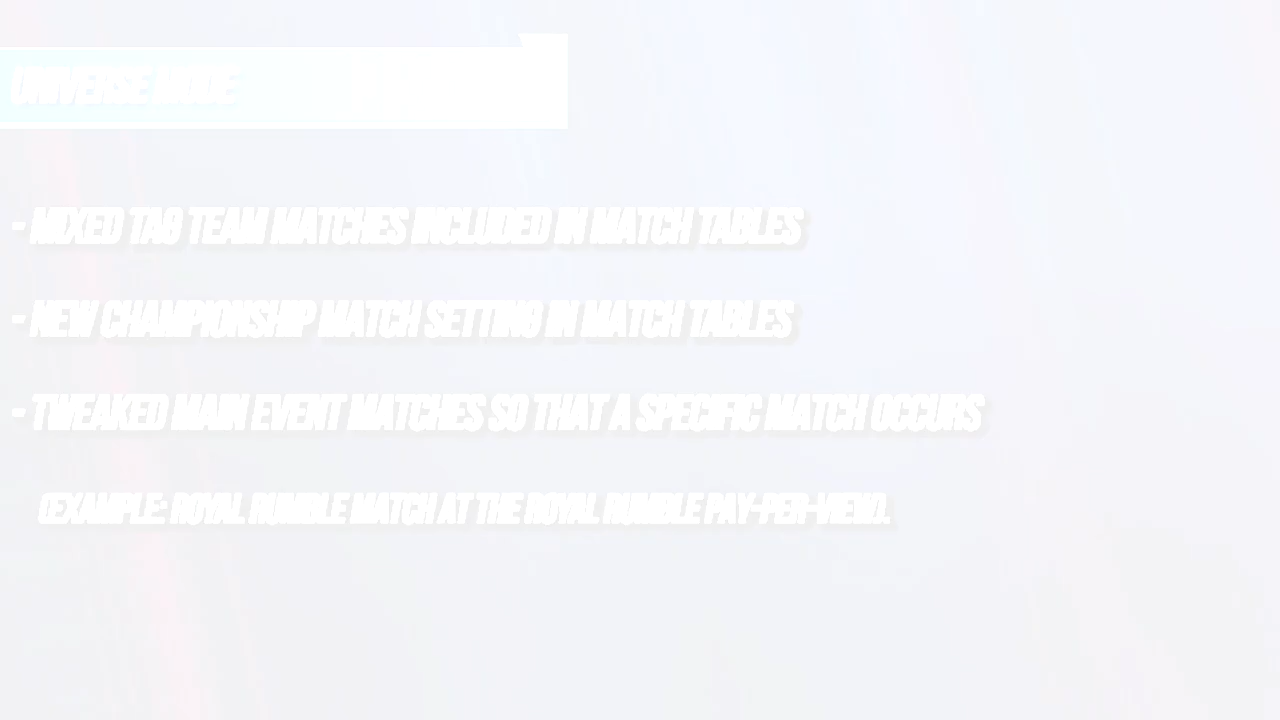 UNIVERSE MODE
- MIXED TAG TEAM MATCHES INCLUDED IN MATCH TABLES
- NEW CHAMPIONSHIP MATCH SETTING IN MATCH TABLES
- TWEAKED MAIN EVENT MATCHES SO THAT A SPECIFIC MATCH OCCURS
(EXAMPLE: ROYAL RUMBLE MATCH AT THE ROYAL RUMBLE PAY-PER-VIEW).